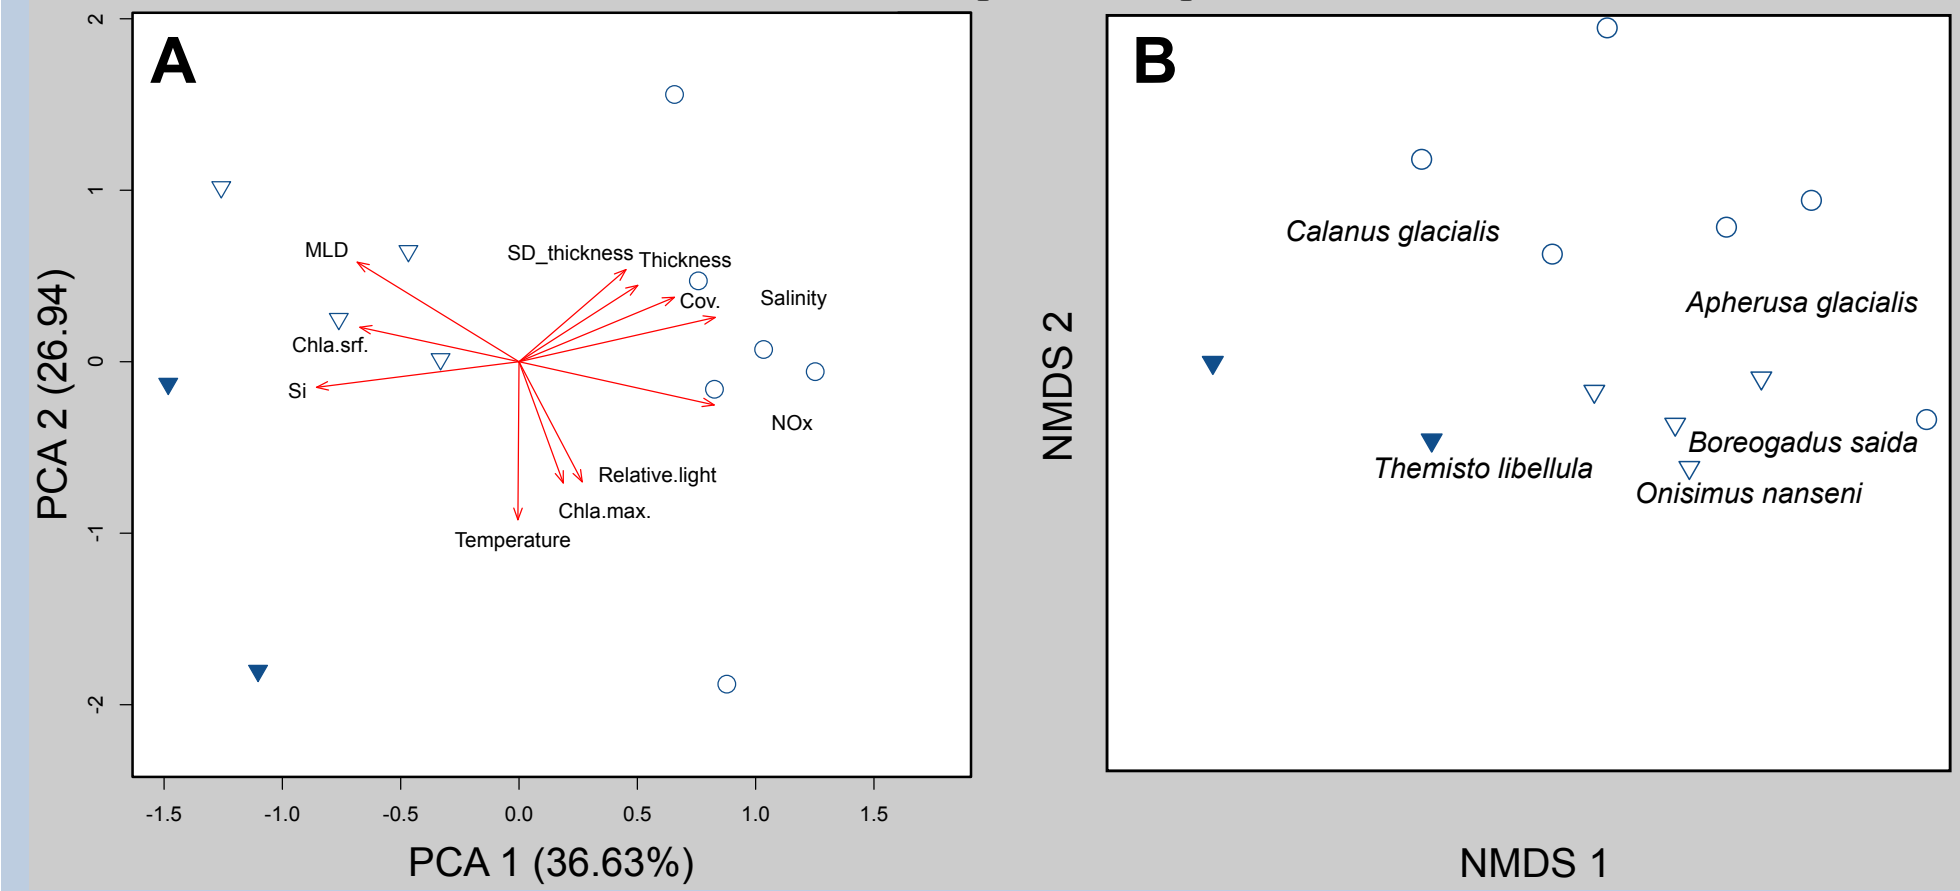 A
2
1
0
-1
-2
PCA 2 (26.94)
MLD
SD_thickness
Thickness
Cov.
Salinity
Chla.srf.
Si
NOx
Relative.light
Chla.max.
Temperature
-1.5
-1.0
-0.5
0.0
0.5
1.0
1.5
PCA 1 (36.63%)
B
NMDS 2
Calanus glacialis
Apherusa glacialis
Boreogadus saida
Themisto libellula
Onisimus nanseni
NMDS 1